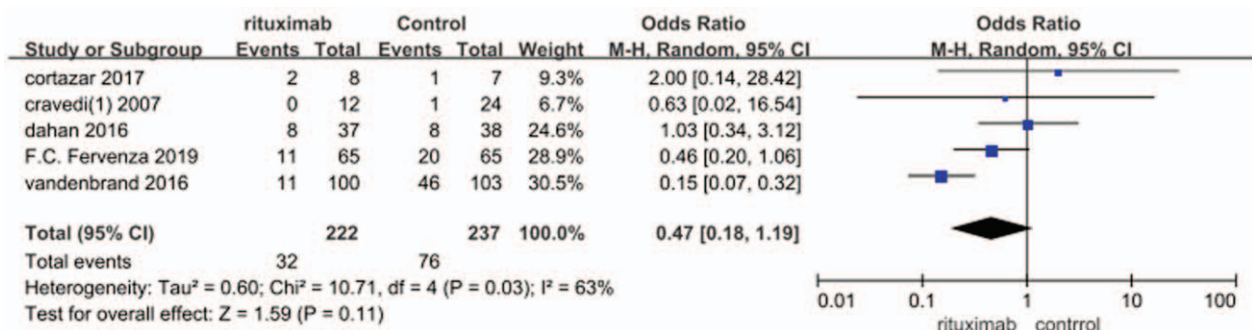 rituximab Control Odds Ratio Odds Ratio
Study or Subgroup Events Total Events Total Weight M-H, Random, 95% CI M-H, Random, 95% CI
cortazar 2017 2 8 1 7 9.3% 2.00 [0.14, 28.42]
cravedi(1) 2007 0 12 1 24 6.7% 0.63 [0.02, 16.54]
dahan 2016 8 37 8 38 24.6% 1.03 [0.34, 3.12]
F.C. Fervenza 2019 11 65 20 65 28.9% 0.46 [0.20, 1.06]
vandenbrand 2016 11 100 46 103 30.5% 0.15 [0.07, 0.32]
Total (95% CI) 222 237 100.0% 0.47 [0.18, 1.19]
Total events 32 76
Heterogeneity: Tau² = 0.60; Chi² = 10.71, df = 4 (P = 0.03); I² = 63%
Test for overall effect: Z = 1.59 (P = 0.11)
0.01 0.1 1 10 100
rituximab contrrol